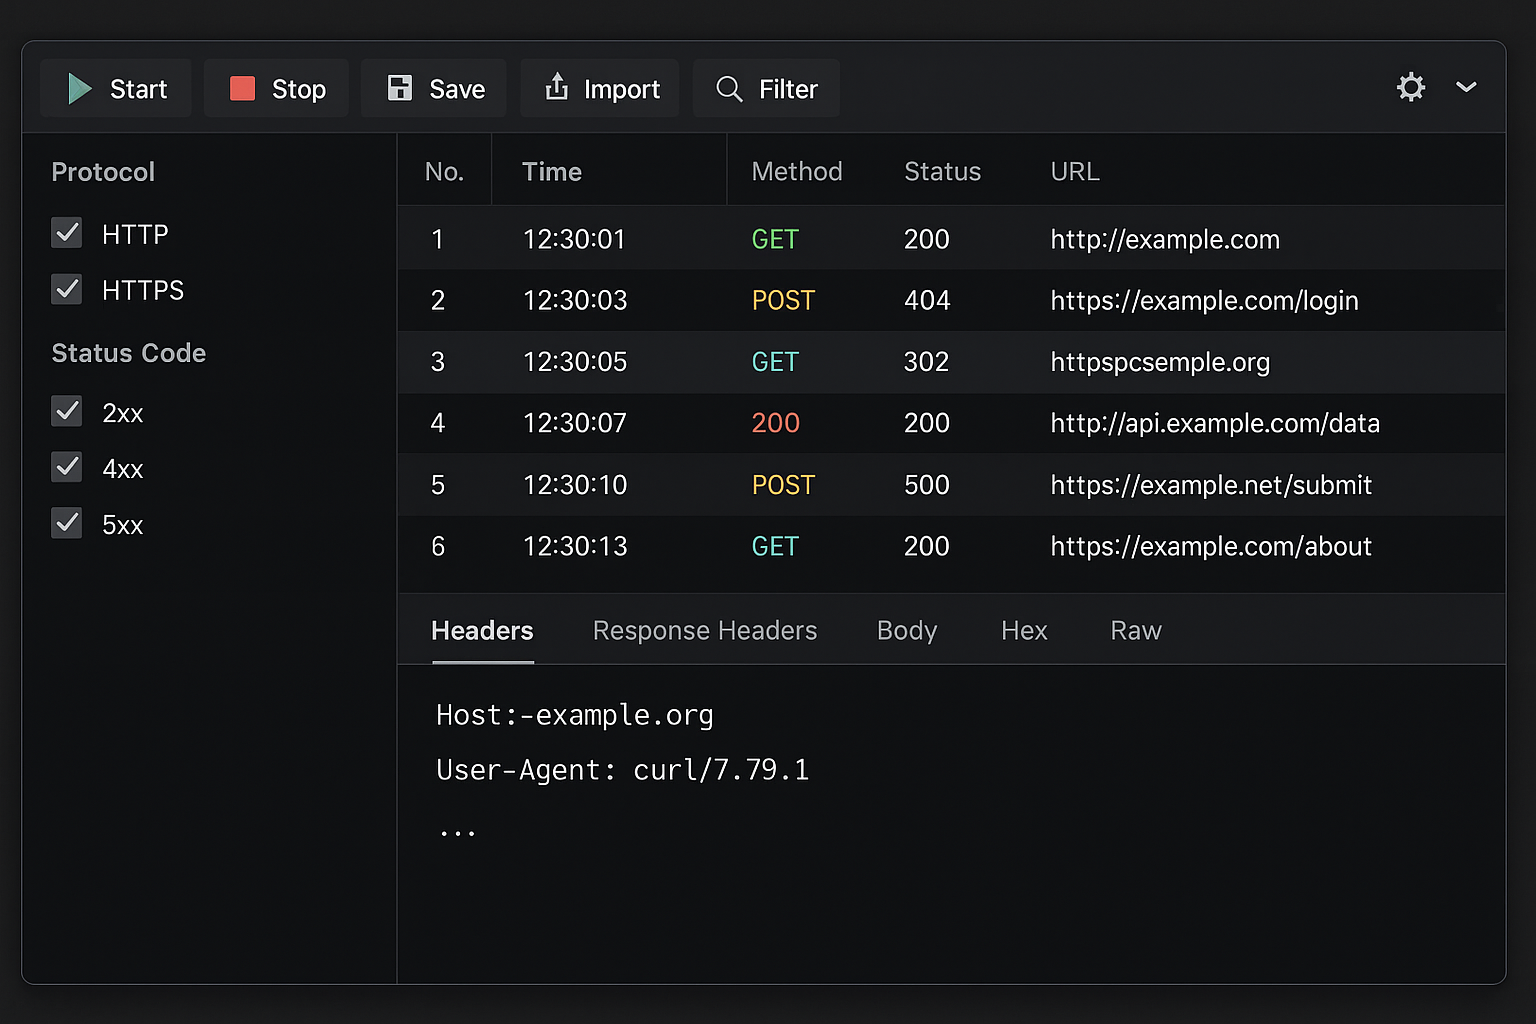 Start Stop Save Import Filter
Protocol
HTTP
HTTPS
Status Code
2xx
4xx
5xx
No. Time Method Status URL
1 12:30:01 GET 200 http://example.com
2 12:30:03 POST 404 https://example.com/login
3 12:30:05 GET 302 httpspcsemple.org
4 12:30:07 200 200 http://api.example.com/data
5 12:30:10 POST 500 https://example.net/submit
6 12:30:13 GET 200 https://example.com/about
Headers Response Headers Body Hex Raw
Host:-example.org
User-Agent: curl/7.79.1
...